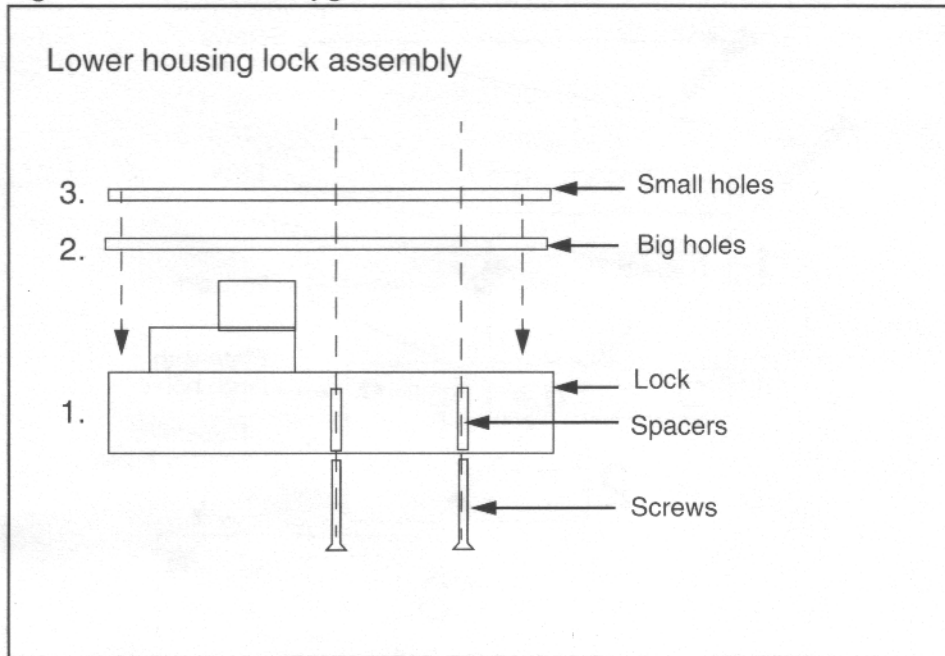 Lower housing lock assembly
3.
Small holes
2.
Big holes
Lock
1.
Spacers
Screws